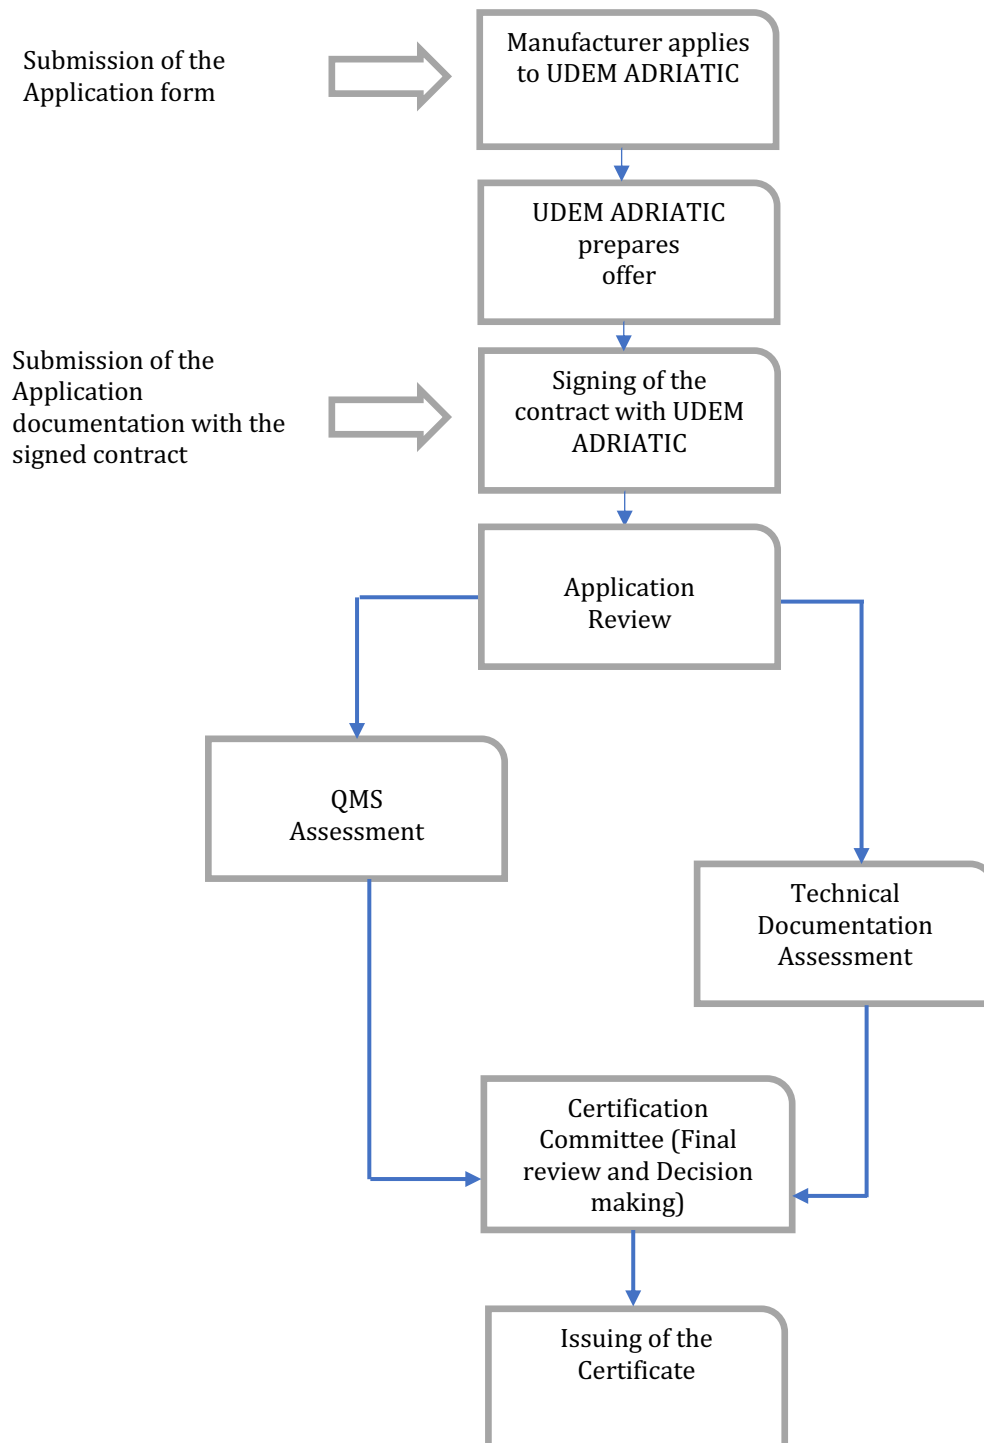 Submission of the
Application form
Manufacturer applies
to UDEM ADRIATIC
UDEM ADRIATIC
prepares
offer
Submission of the
Application
documentation with the
signed contract
Signing of the
contract with UDEM
ADRIATIC
Application
Review
QMS
Assessment
Technical
Documentation
Assessment
Certification
Committee (Final
review and Decision
making)
Issuing of the
Certificate